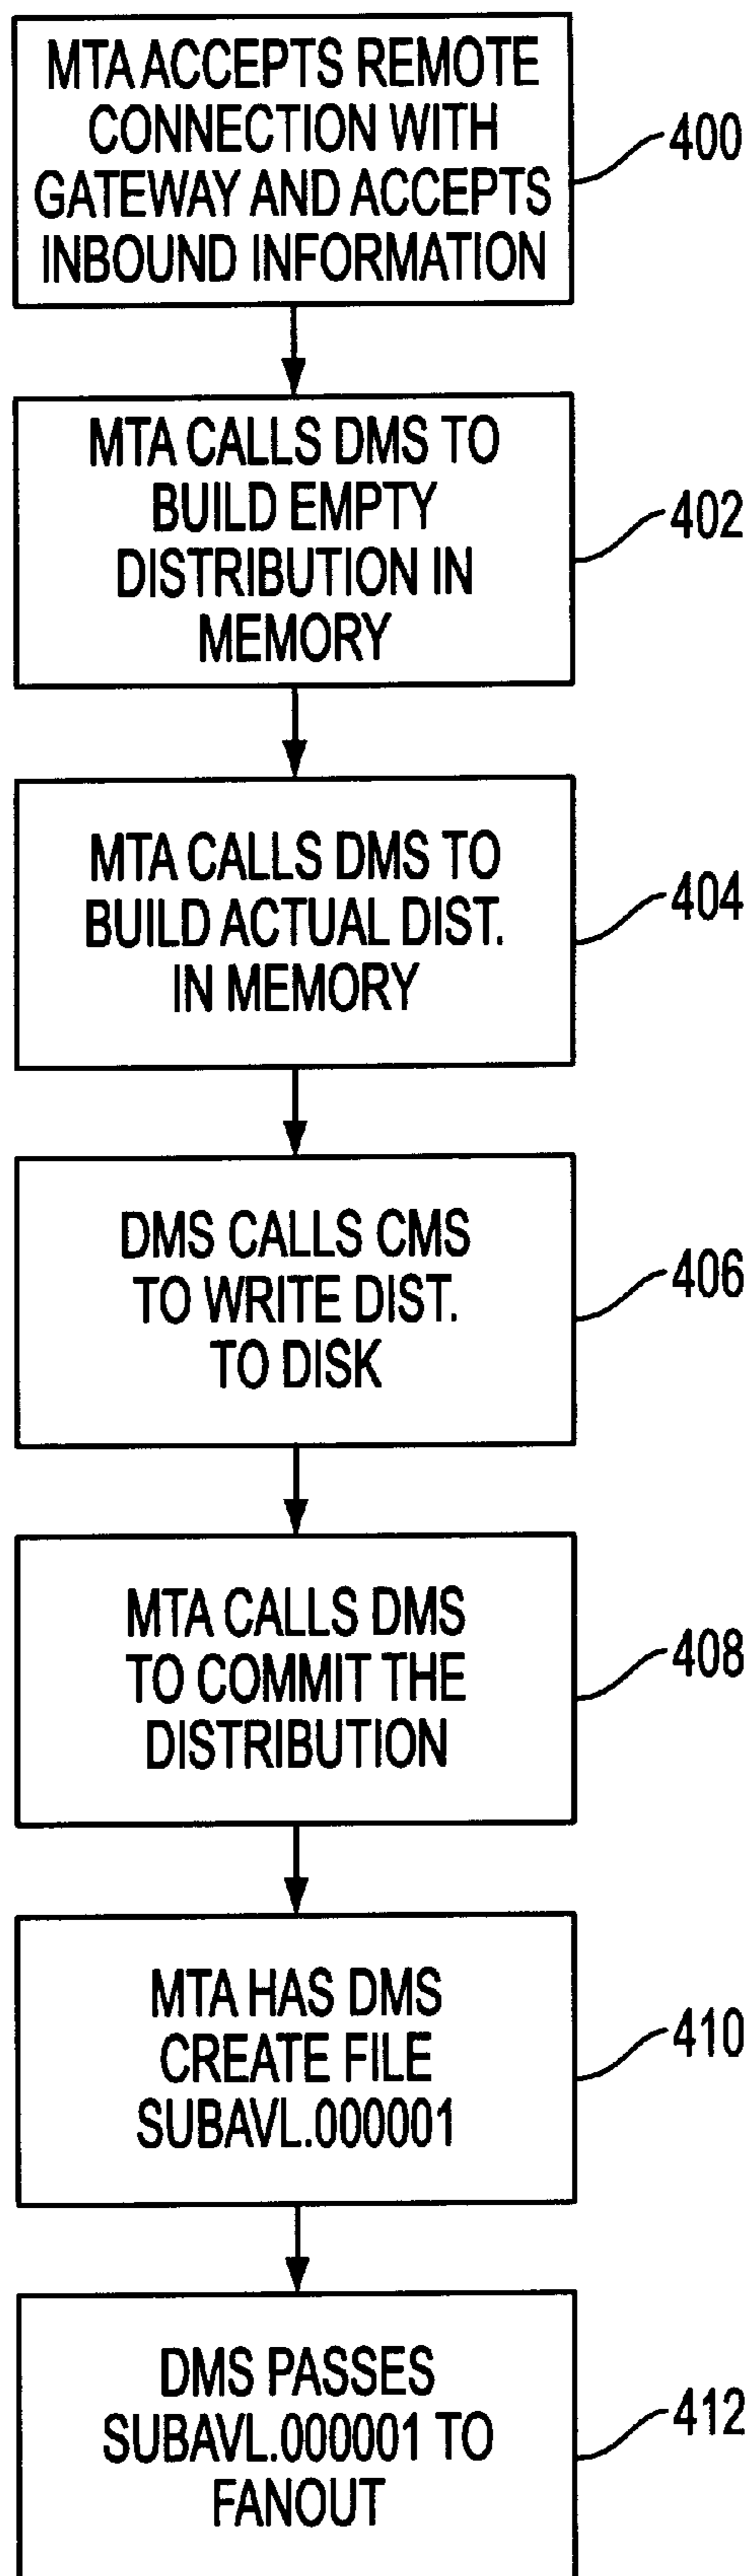 MTA ACCEPTS REMOTE
CONNECTION WITH
GATEWAY AND ACCEPTS
INBOUND INFORMATION
400
MTA CALLS DMS TO
BUILD EMPTY
DISTRIBUTION IN
MEMORY
402
MTA CALLS DMS TO
BUILD ACTUAL DIST.
IN MEMORY
404
DMS CALLS CMS
TO WRITE DIST.
TO DISK
406
MTA CALLS DMS
TO COMMIT THE
DISTRIBUTION
408
MTA HAS DMS
CREATE FILE
SUBAVL.000001
410
DMS PASSES
SUBAVL.000001 TO
FANOUT
412